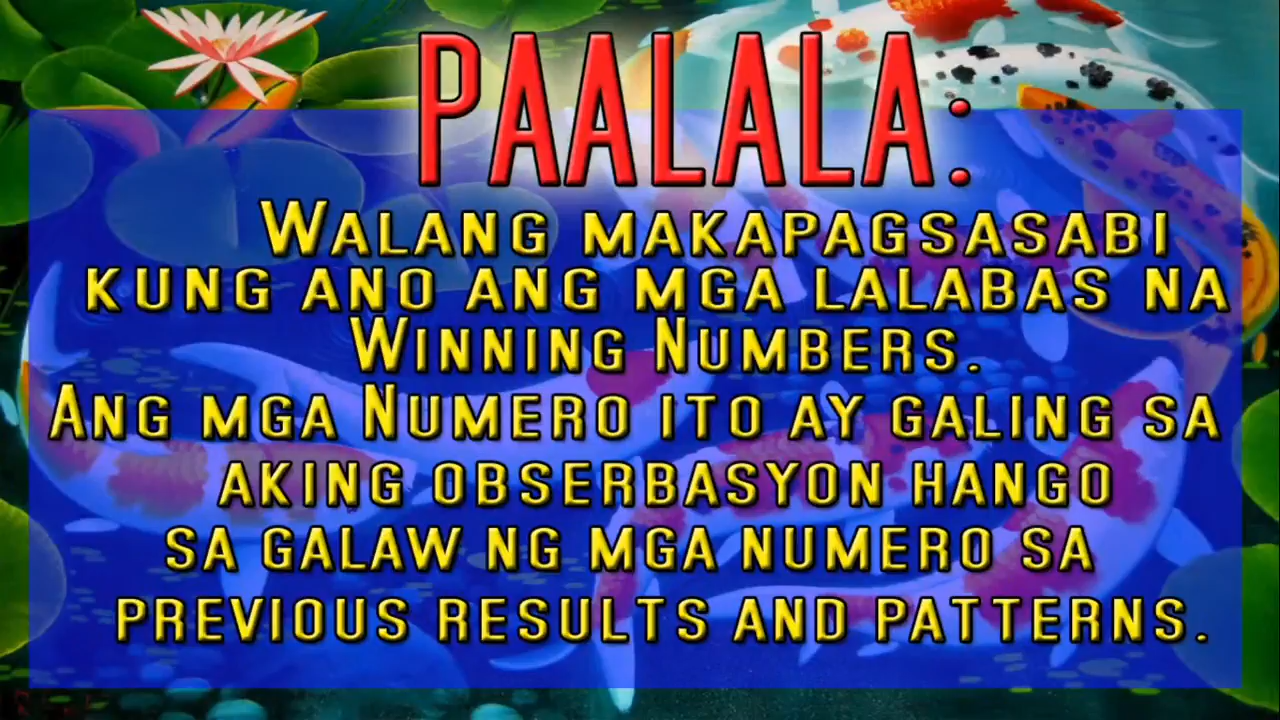 PAALALA:
WALANG MAKAPAGSASABI
KUNG ANO ANG MGA LALABAS NA
WINNING NUMBERS.
ANG MGA NUMERO ITO AY GALING SA
AKING OBSERBASYON HANGO
SA GALAW NG MGA NUMERO SA
PREVIOUS RESULTS AND PATTERNS.